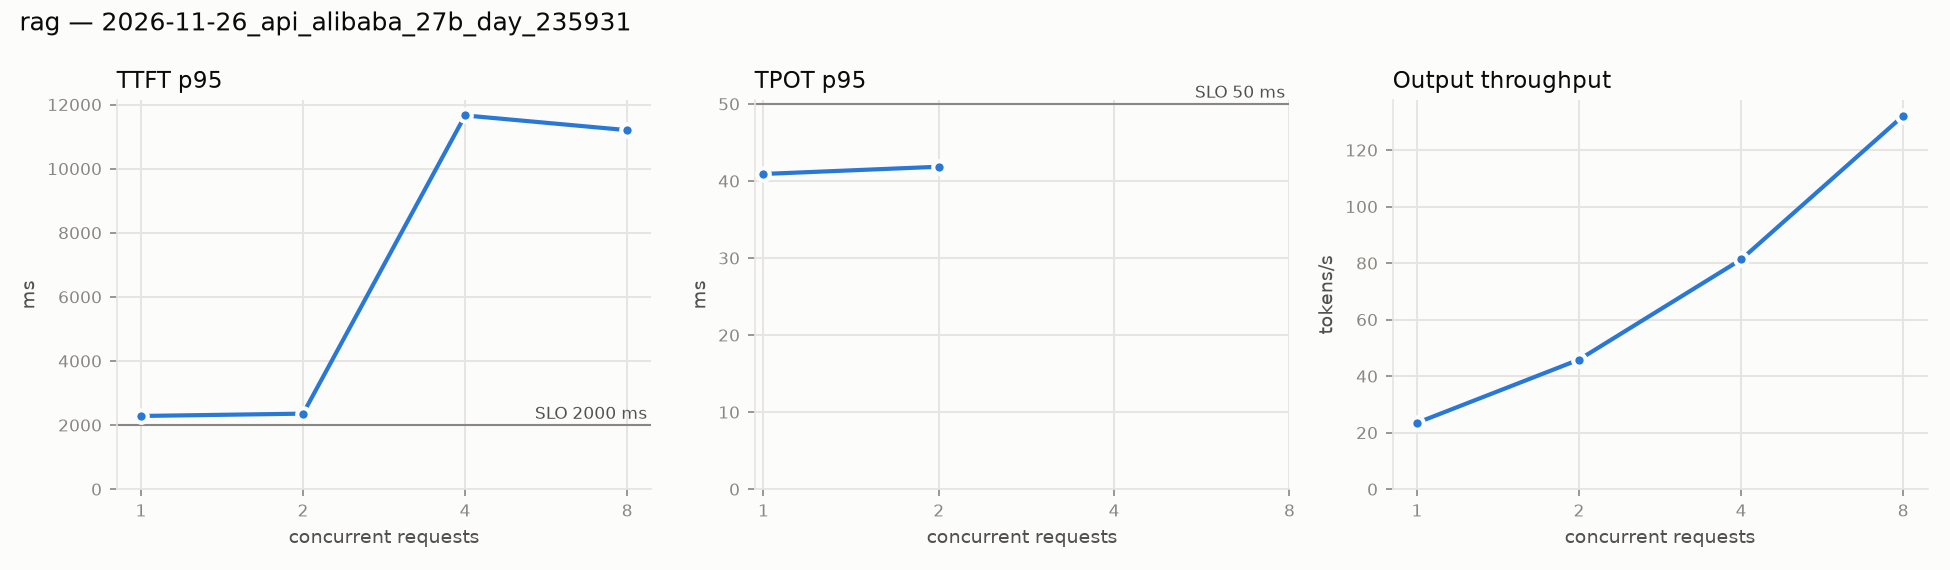 rag — 2026-11-26_api_alibaba_27b_day_235931
TTFT p95
12000
10000
8000
6000
4000
2000
0
ms
SLO 2000 ms
1 2 4 8
concurrent requests
TPOT p95
SLO 50 ms
50
40
30
20
10
0
ms
1 2 4 8
concurrent requests
Output throughput
120
100
80
60
40
20
0
tokens/s
1 2 4 8
concurrent requests